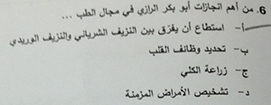 6. من أهم انجازات أبو بكر الرازي في مجال الطب ...
أ- استطاع أن يفرق بين النزيف الشرياني والنزيف الوريدي
ب- تحديد وظائف القلب
ج- زراعة الكلي
د- تشخيص الأمراض المزمنة